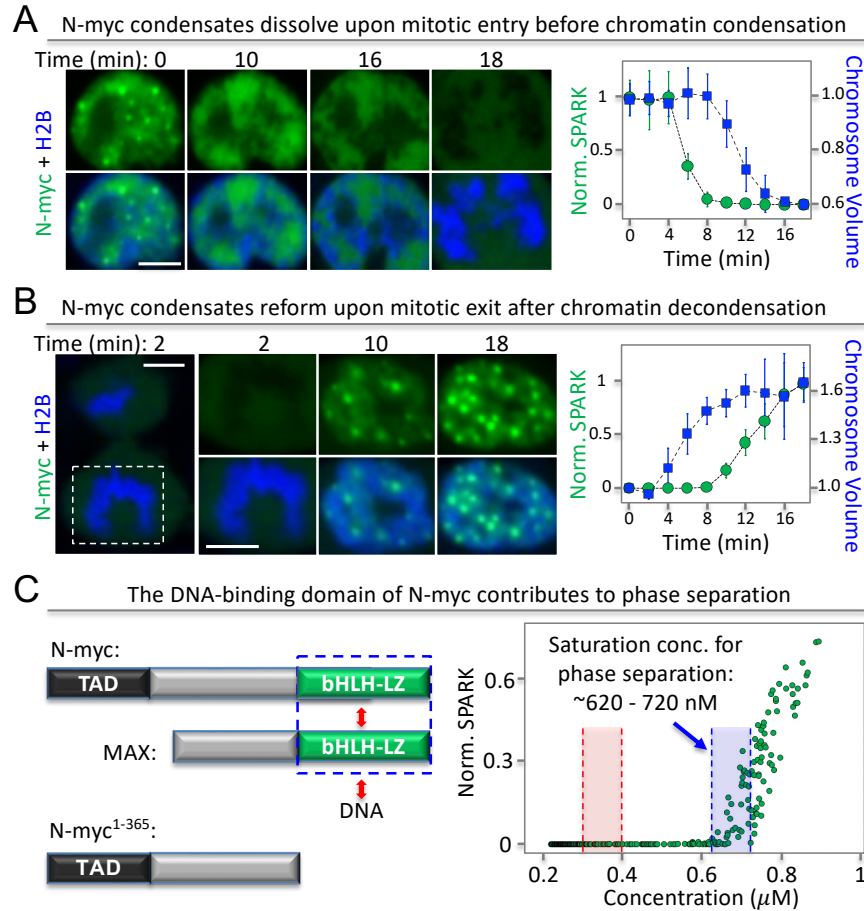 A
N-myc condensates dissolve upon mitotic entry before chromatin condensation
Time (min): 0 10 16 18
N-myc + H2B
Norm. SPARK
1
0.5
0
1.0
0.8
0.6
Chromosome Volume
0 4 8 12 16
Time (min)
B
N-myc condensates reform upon mitotic exit after chromatin decondensation
Time (min): 2 2 10 18
N-myc + H2B
Norm. SPARK
1
0.5
0
1.6
1.3
1.0
Chromosome Volume
0 4 8 12 16
Time (min)
C
The DNA-binding domain of N-myc contributes to phase separation
N-myc:
TAD bHLH-LZ
MAX: bHLH-LZ
DNA
N-myc1-365:
TAD
Saturation conc. for
phase separation:
~620 - 720 nM
Norm. SPARK
0.6
0.3
0
0.2 0.4 0.6 0.8 1
Concentration (µM)